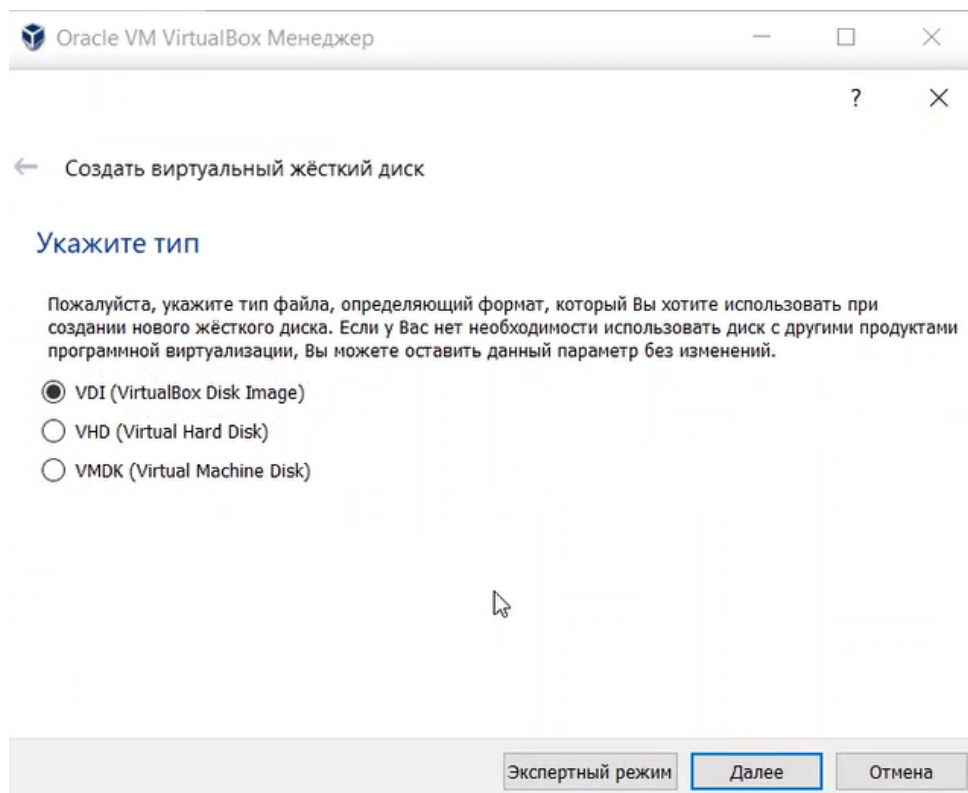 Oracle VM VirtualBox Менеджер
?
Создать виртуальный жёсткий диск
Укажите тип
Пожалуйста, укажите тип файла, определяющий формат, который Вы хотите использовать при
создании нового жёсткого диска. Если у Вас нет необходимости использовать диск с другими продуктами
программной виртуализации, Вы можете оставить данный параметр без изменений.
VDI (VirtualBox Disk Image)
VHD (Virtual Hard Disk)
VMDK (Virtual Machine Disk)
Экспертный режим Далее Отмена